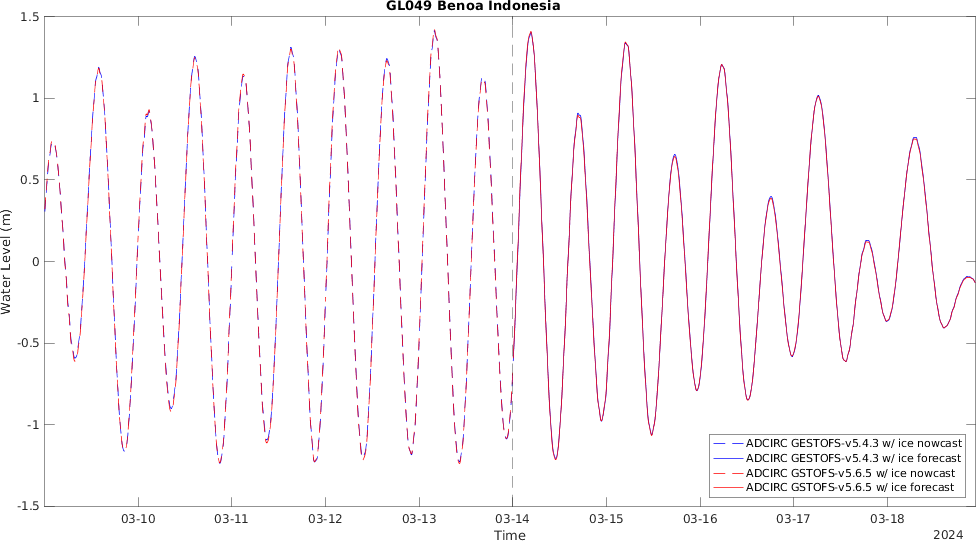 GL049 Benoa Indonesia
1.5
1
0.5
0
-0.5
-1
-1.5
Water Level (m)
03-10 03-11 03-12 03-13 03-14 03-15 03-16 03-17 03-18
Time
2024
ADCIRC GESTOFS-v5.4.3 w/ ice nowcast
ADCIRC GESTOFS-v5.4.3 w/ ice forecast
ADCIRC GSTOFS-v5.6.5 w/ ice nowcast
ADCIRC GSTOFS-v5.6.5 w/ ice forecast